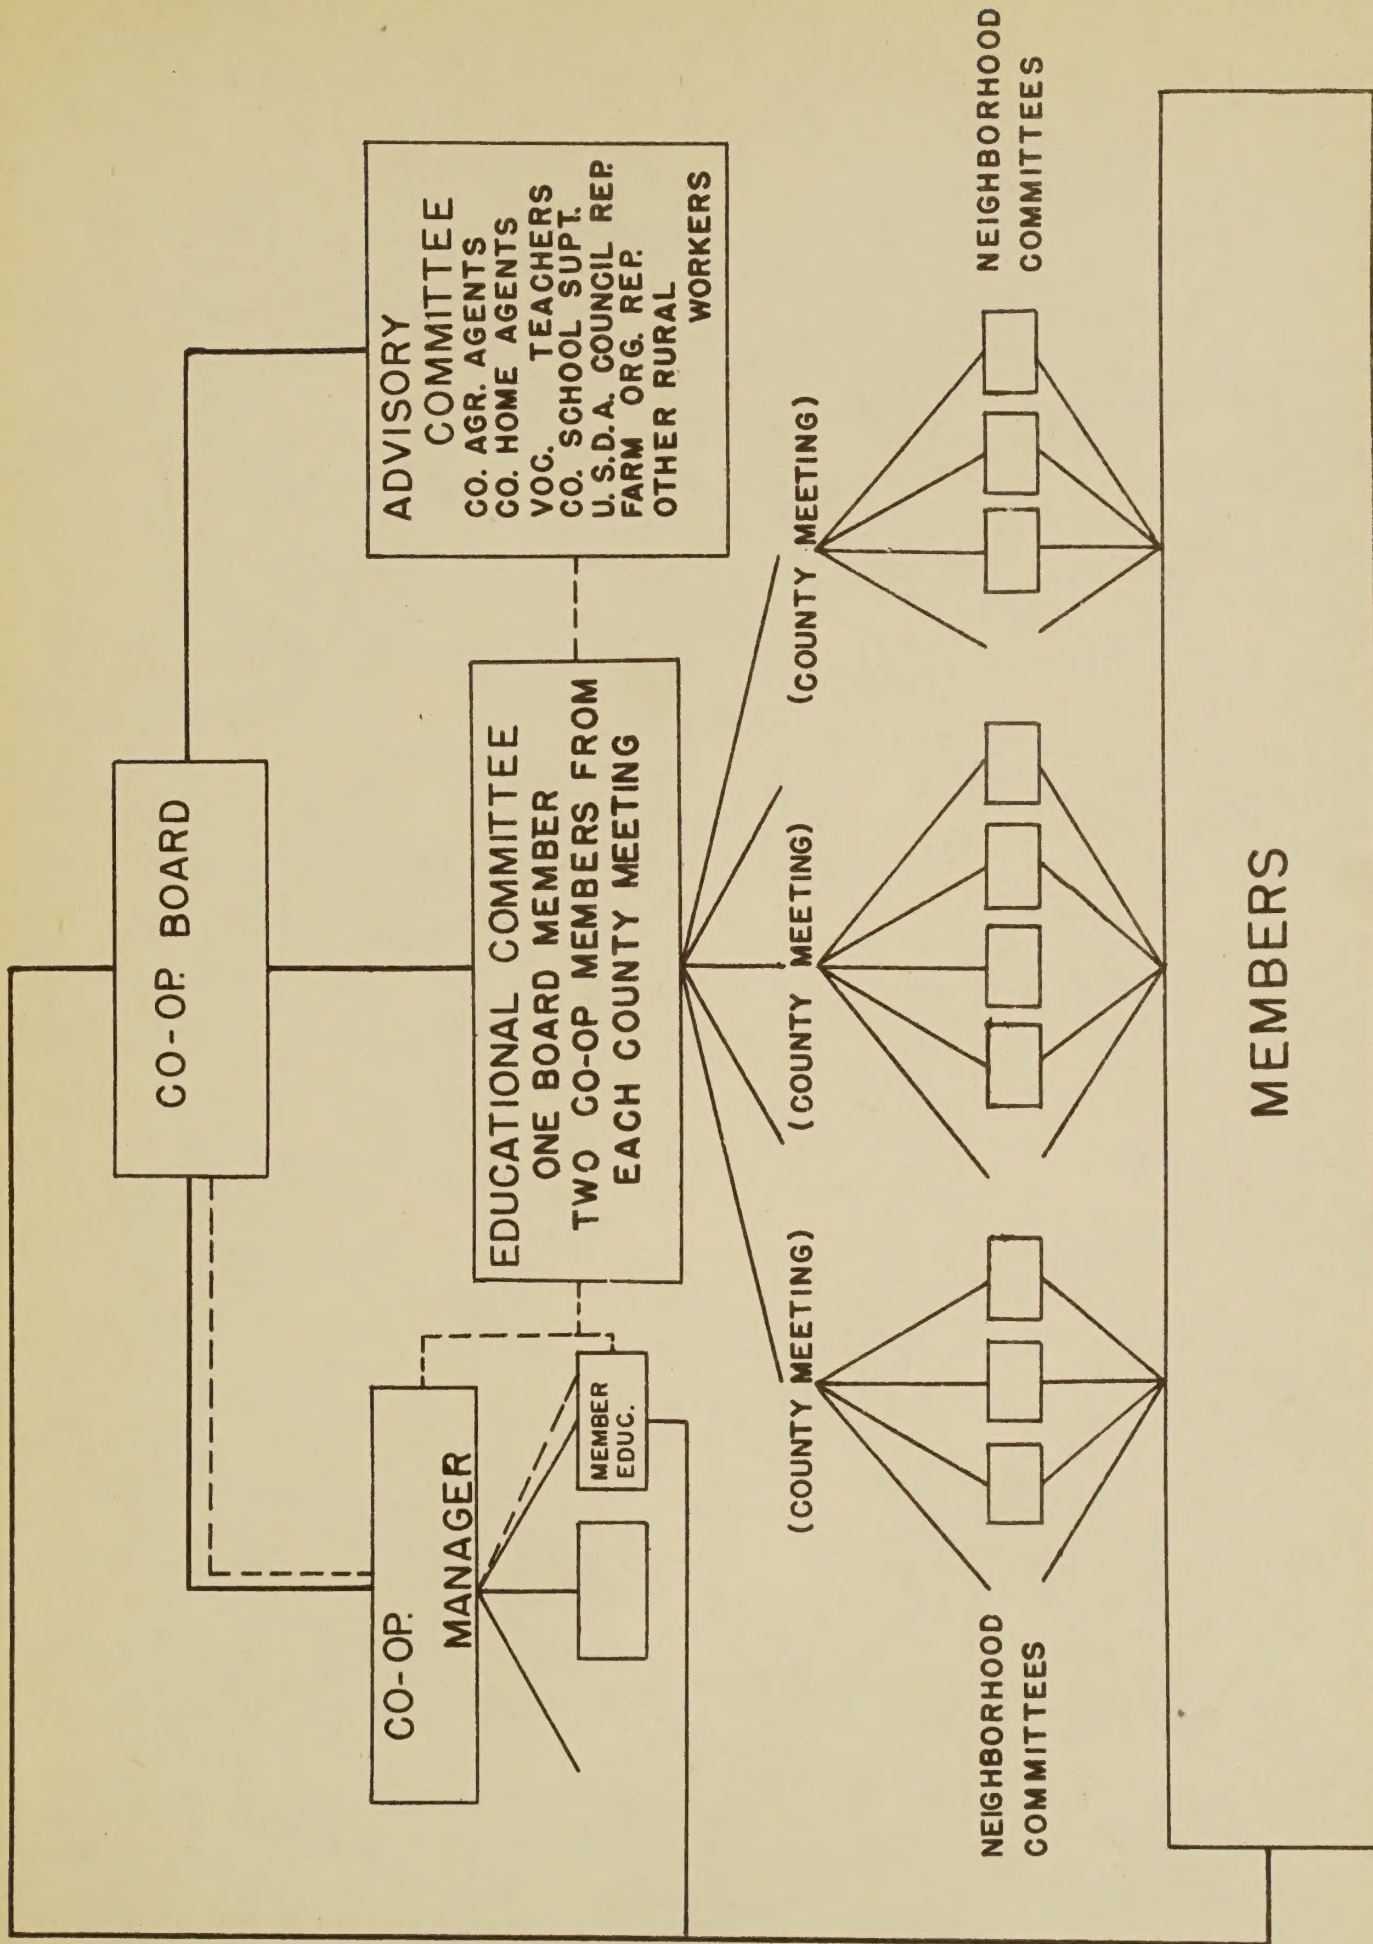 CO-OP. BOARD
CO-OP.
MANAGER
MEMBER
EDUC.
EDUCATIONAL COMMITTEE
ONE BOARD MEMBER
TWO CO-OP MEMBERS FROM
EACH COUNTY MEETING
ADVISORY
COMMITTEE
CO. AGR. AGENTS
CO. HOME AGENTS
VOC. TEACHERS
CO. SCHOOL SUPT.
U.S.D.A. COUNCIL REP.
FARM ORG. REP.
OTHER RURAL
WORKERS
(COUNTY MEETING)
(COUNTY MEETING)
(COUNTY MEETING)
NEIGHBORHOOD
COMMITTEES
NEIGHBORHOOD
COMMITTEES
MEMBERS